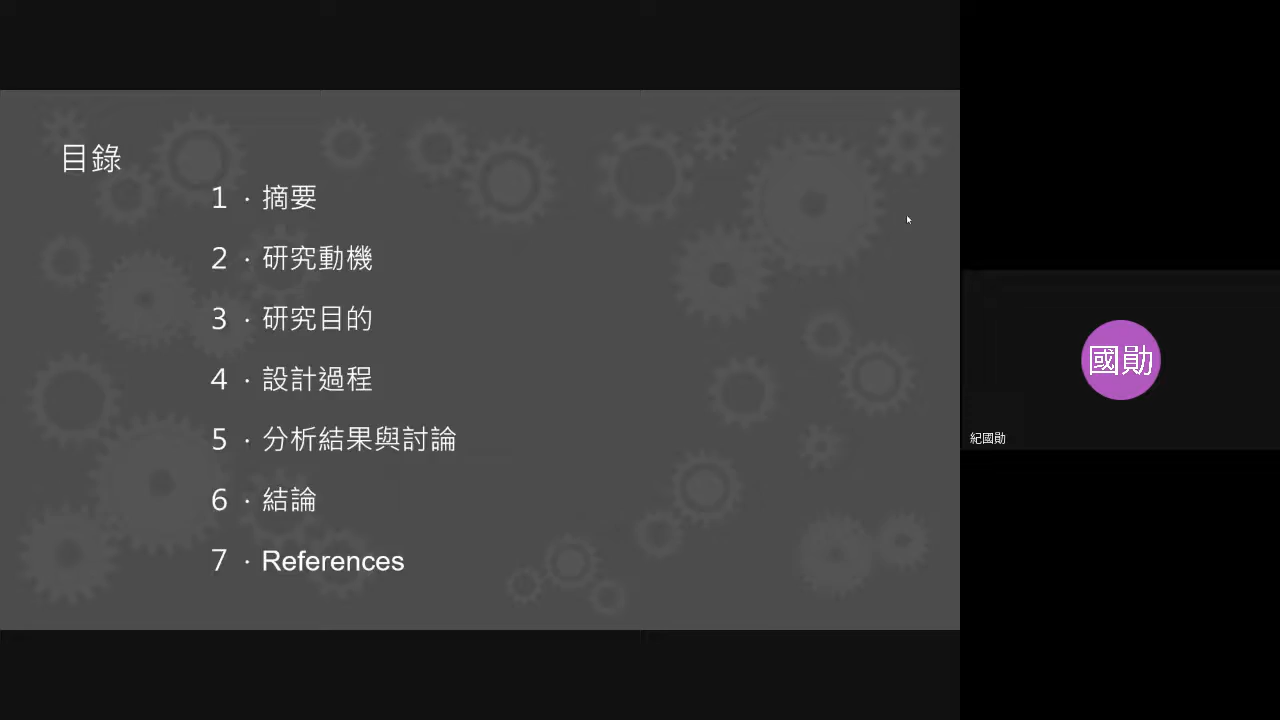 目錄
1 · 摘要
2 · 研究動機
3 · 研究目的
4 · 設計過程
5 · 分析結果與討論
6 · 結論
7 · References
國勛
紀國勛